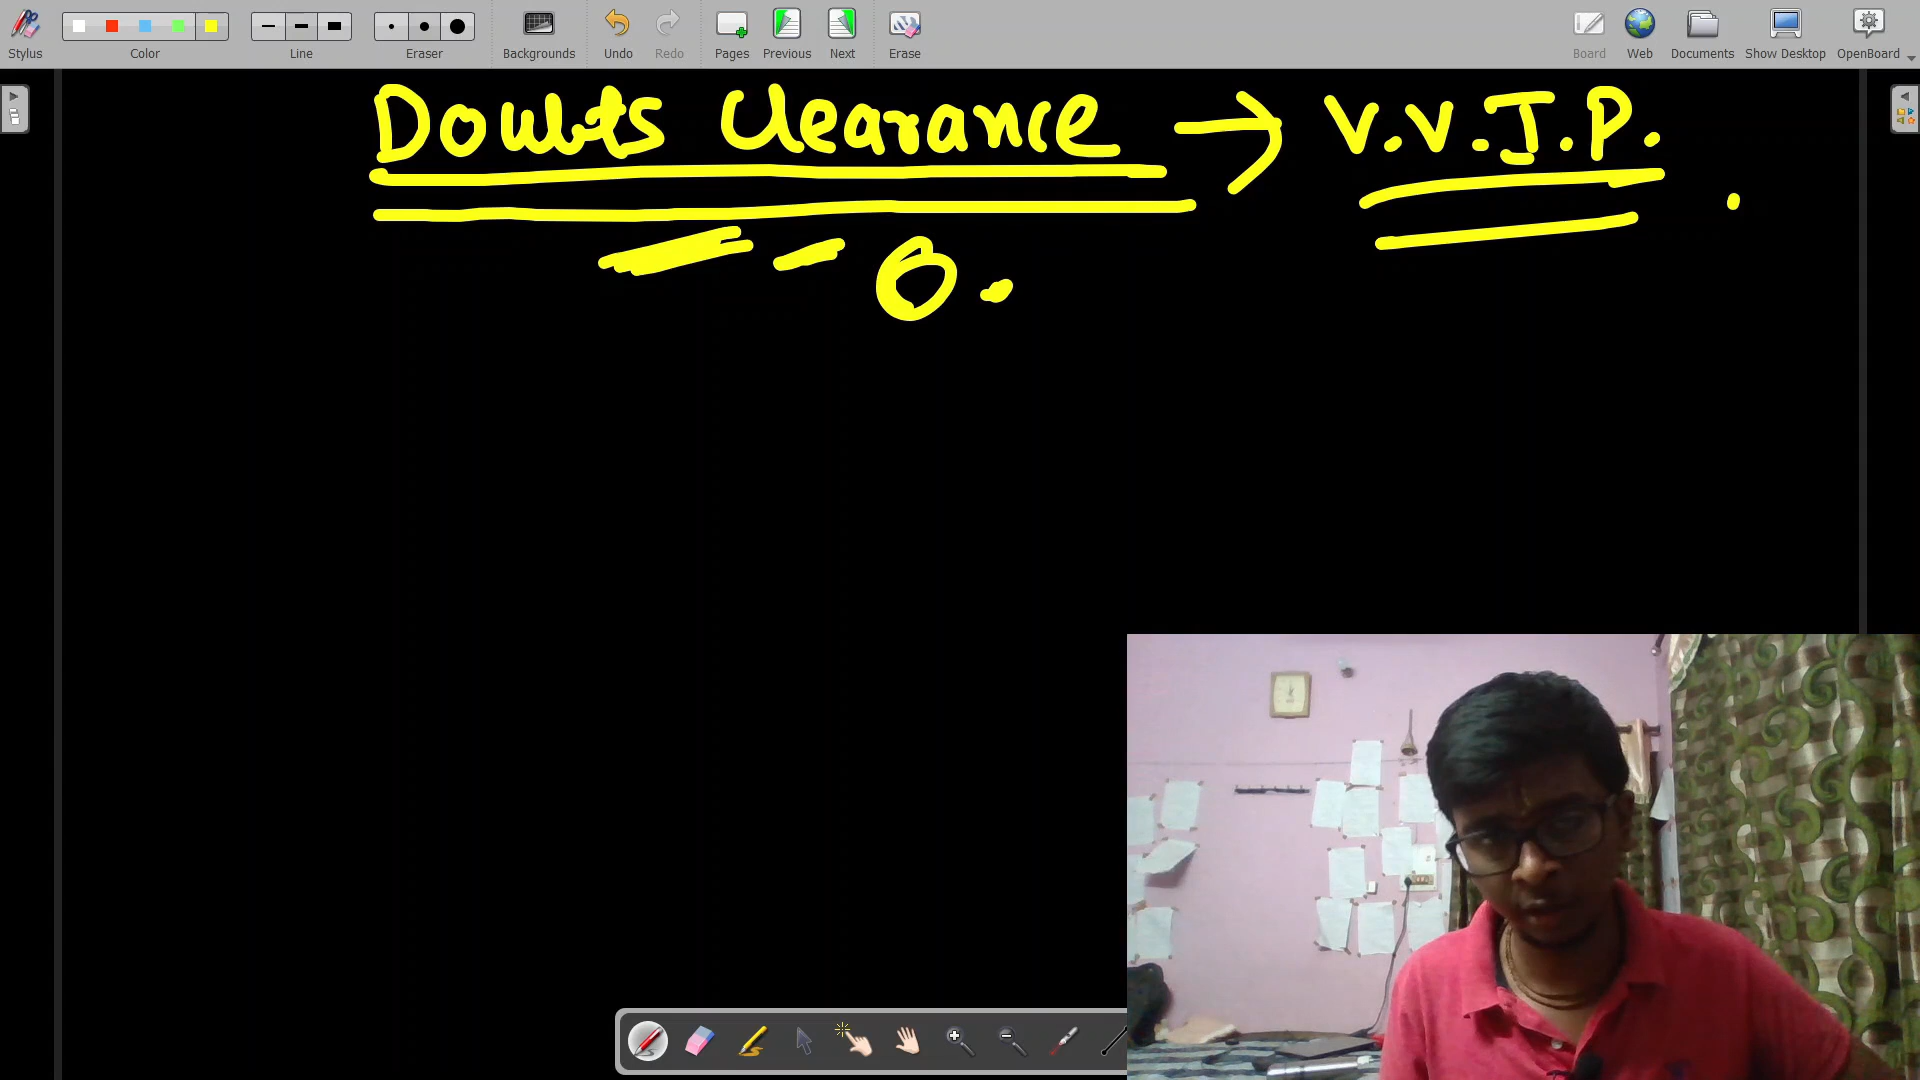 Stylus
Color
Line
Eraser
Backgrounds
Undo
Redo
Pages
Previous
Next
Erase
Board
Web
Documents
Show Desktop
OpenBoard
Doubts Clearance → V.V.I.P.